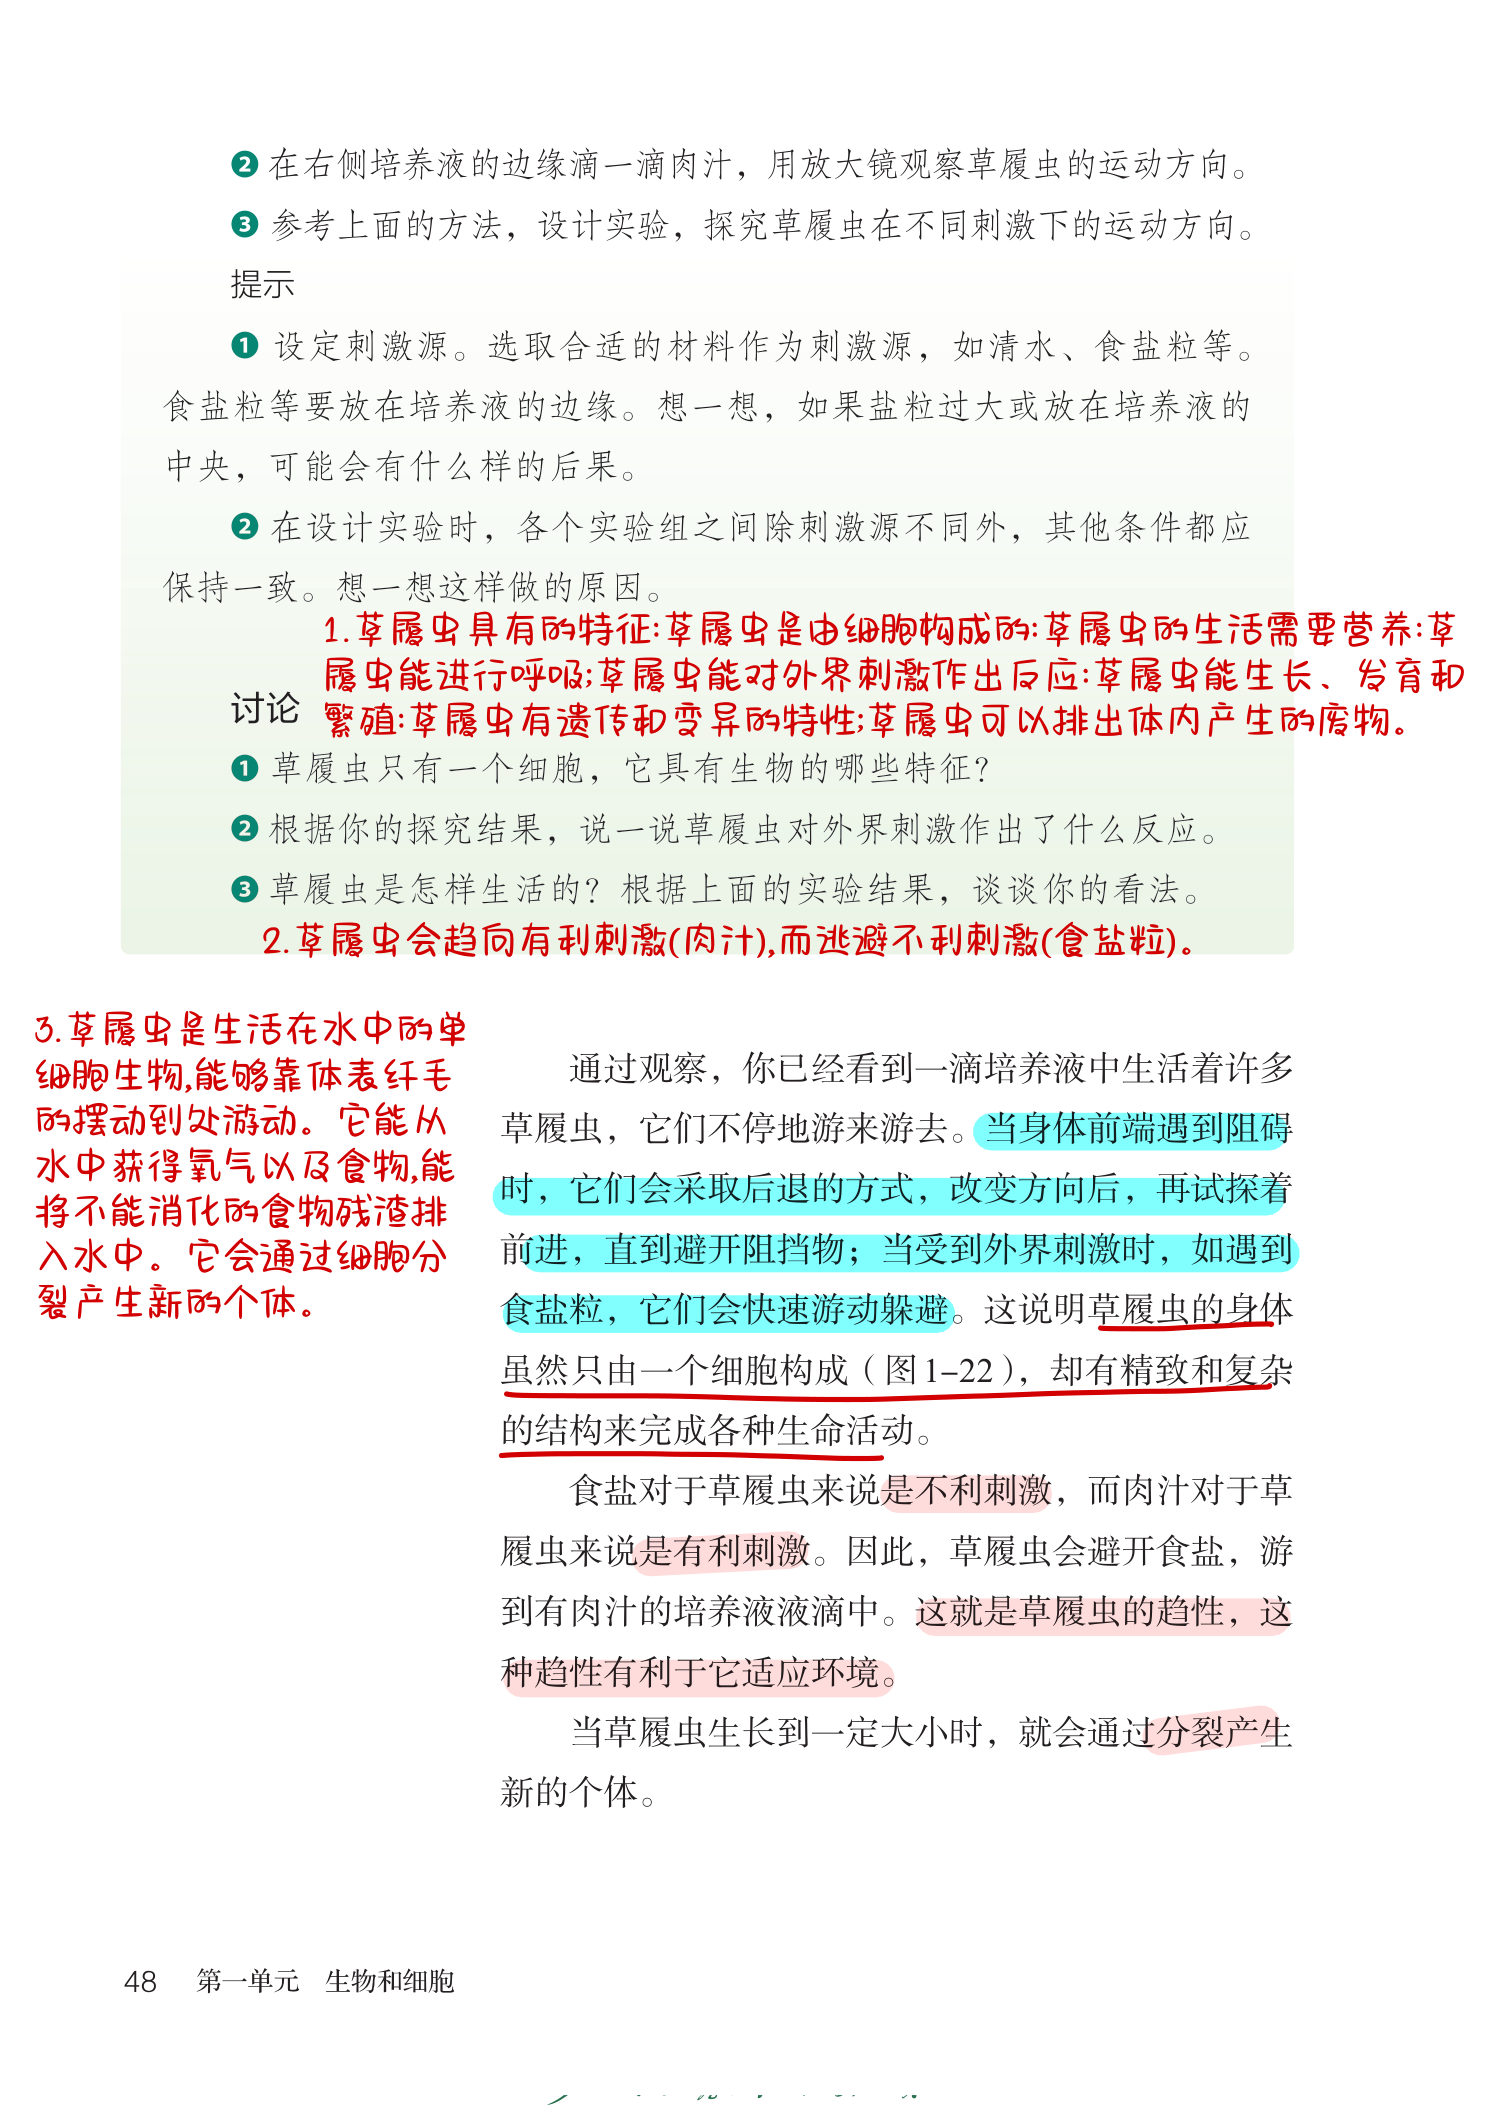 ❷ 在右侧培养液的边缘滴一滴肉汁，用放大镜观察草履虫的运动方向。
❸ 参考上面的方法，设计实验，探究草履虫在不同刺激下的运动方向。
提示
❶ 设定刺激源。选取合适的材料作为刺激源，如清水、食盐粒等。
食盐粒等要放在培养液的边缘。想一想，如果盐粒过大或放在培养液的
中央，可能会有什么样的后果。
❷ 在设计实验时，各个实验组之间除刺激源不同外，其他条件都应
保持一致。想一想这样做的原因。
1.草履虫具有的特征:草履虫是由细胞构成的:草履虫的生活需要营养:草
履虫能进行呼吸;草履虫能对外界刺激作出反应:草履虫能生长、发育和
繁殖:草履虫有遗传和变异的特性;草履虫可以排出体内产生的废物。
讨论
❶ 草履虫只有一个细胞，它具有生物的哪些特征？
❷ 根据你的探究结果，说一说草履虫对外界刺激作出了什么反应。
❸ 草履虫是怎样生活的？根据上面的实验结果，谈谈你的看法。
2.草履虫会趋向有利刺激(肉汁),而逃避不利刺激(食盐粒)。
3.草履虫是生活在水中的单
细胞生物,能够靠体表纤毛
的摆动到处游动。它能从
水中获得氧气以及食物,能
将不能消化的食物残渣排
入水中。它会通过细胞分
裂产生新的个体。
通过观察，你已经看到一滴培养液中生活着许多
草履虫，它们不停地游来游去。当身体前端遇到阻碍
时，它们会采取后退的方式，改变方向后，再试探着
前进，直到避开阻挡物；当受到外界刺激时，如遇到
食盐粒，它们会快速游动躲避。这说明草履虫的身体
虽然只由一个细胞构成（图1–22），却有精致和复杂
的结构来完成各种生命活动。
食盐对于草履虫来说是不利刺激，而肉汁对于草
履虫来说是有利刺激。因此，草履虫会避开食盐，游
到有肉汁的培养液液滴中。这就是草履虫的趋性，这
种趋性有利于它适应环境。
当草履虫生长到一定大小时，就会通过分裂产生
新的个体。
48 第一单元 生物和细胞